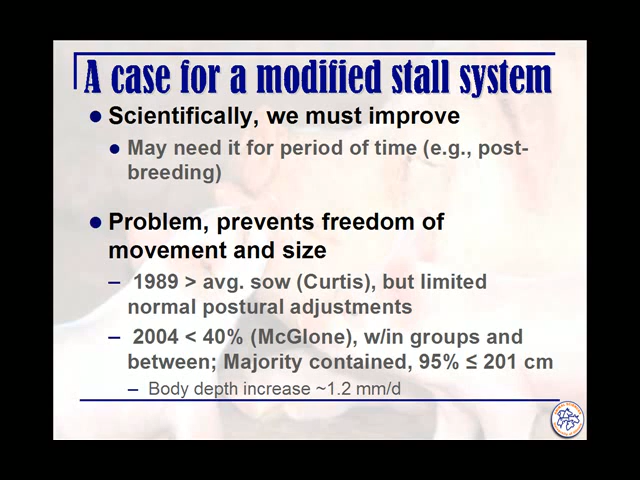 A case for a modified stall system
• Scientifically, we must improve
• May need it for period of time (e.g., post-
breeding)
• Problem, prevents freedom of
movement and size
– 1989 > avg. sow (Curtis), but limited
normal postural adjustments
– 2004 < 40% (McGlone), w/in groups and
between; Majority contained, 95% ≤ 201 cm
– Body depth increase ~1.2 mm/d